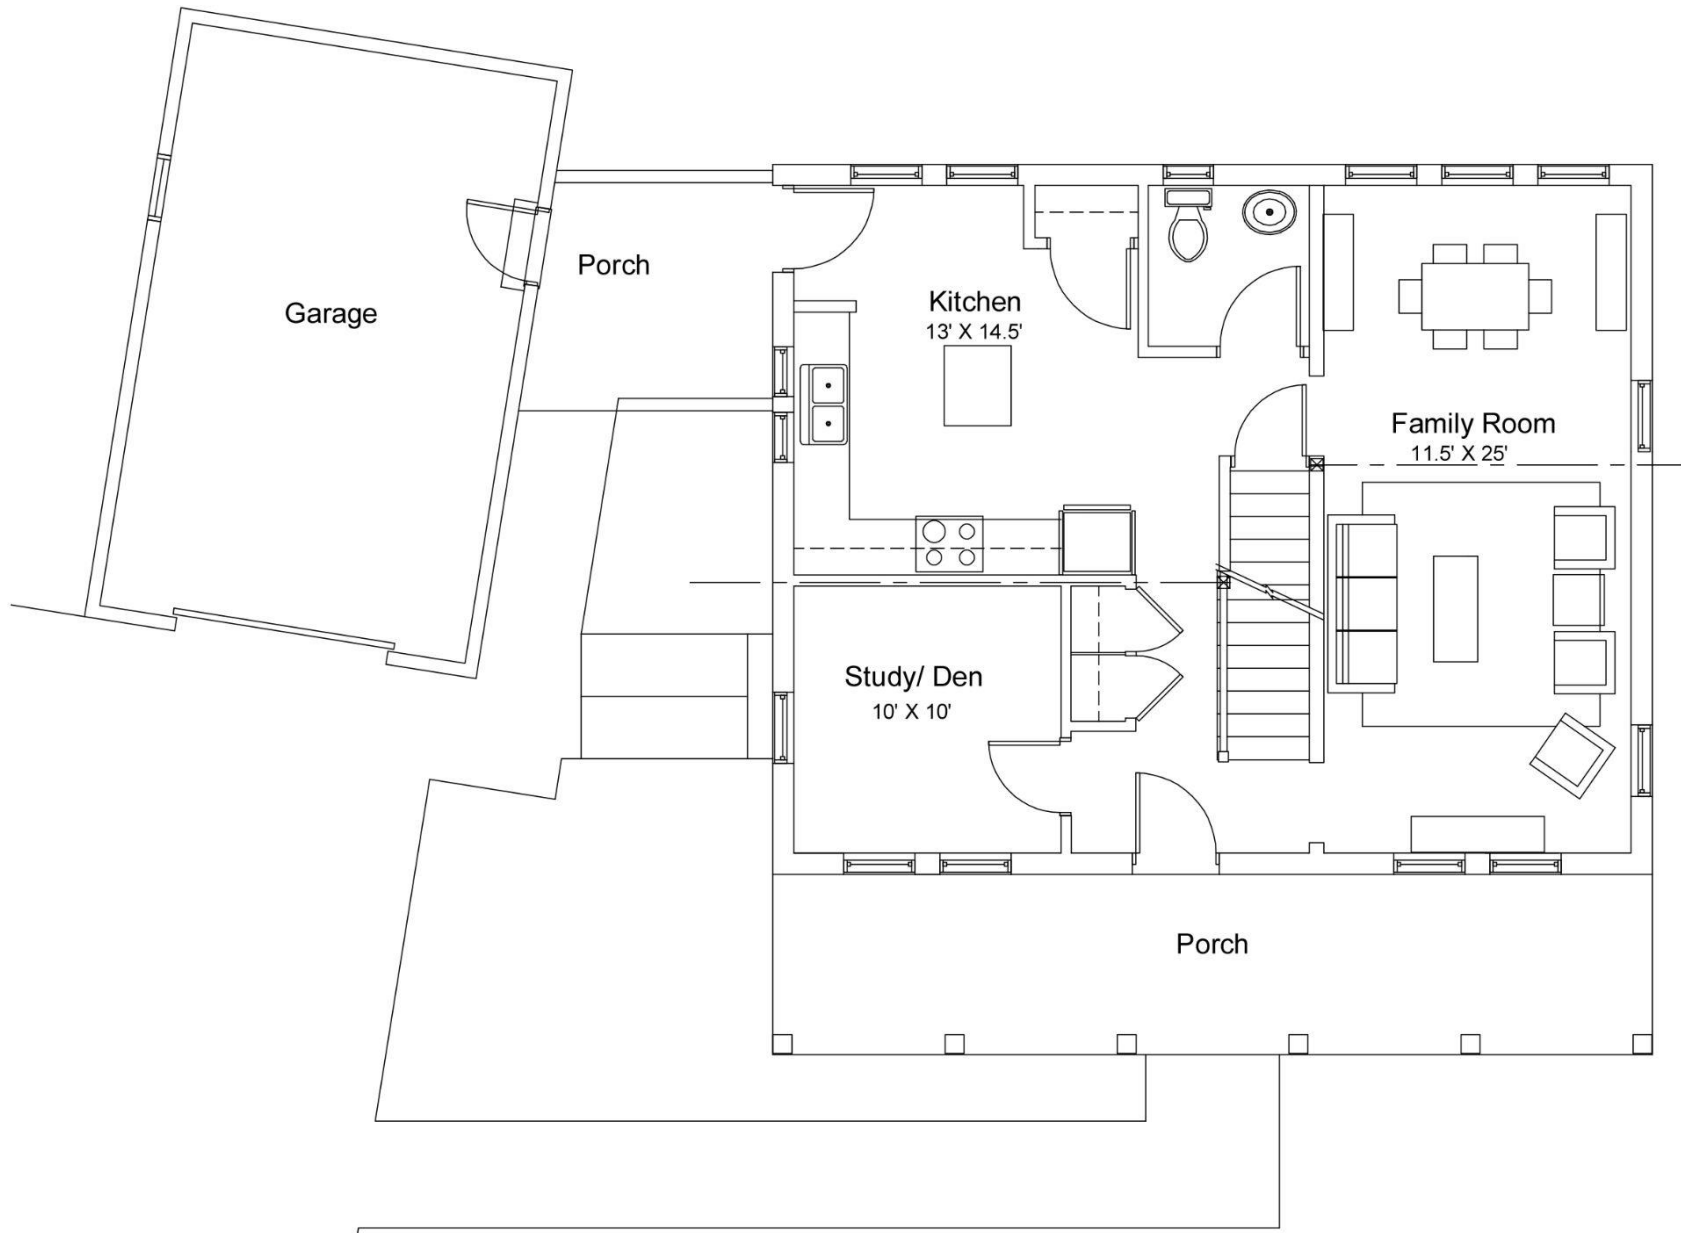 Garage
Porch
Kitchen
13' X 14.5'
Family Room
11.5' X 25'
Study/ Den
10' X 10'
Porch